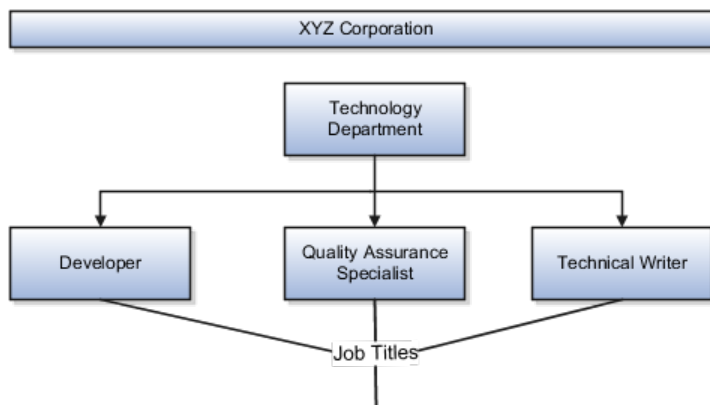 XYZ Corporation
Technology
Department
Developer
Quality Assurance
Specialist
Technical Writer
Job Titles